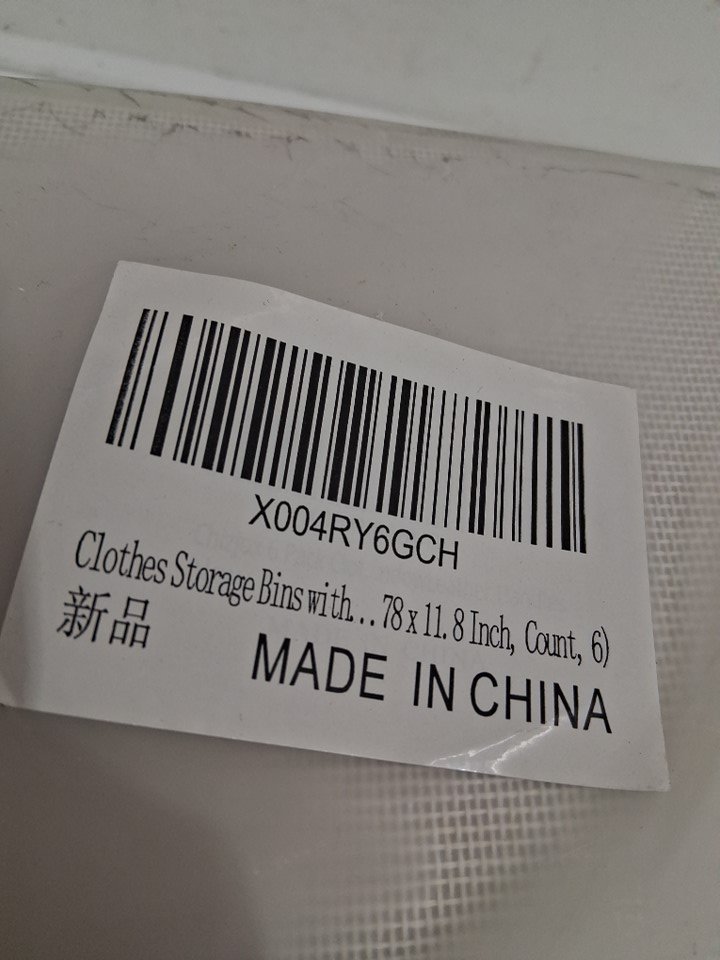 X004RY6GCH
Clothes Storage Bins with...78 x 11.8 Inch, Count, 6)
新品
MADE IN CHINA